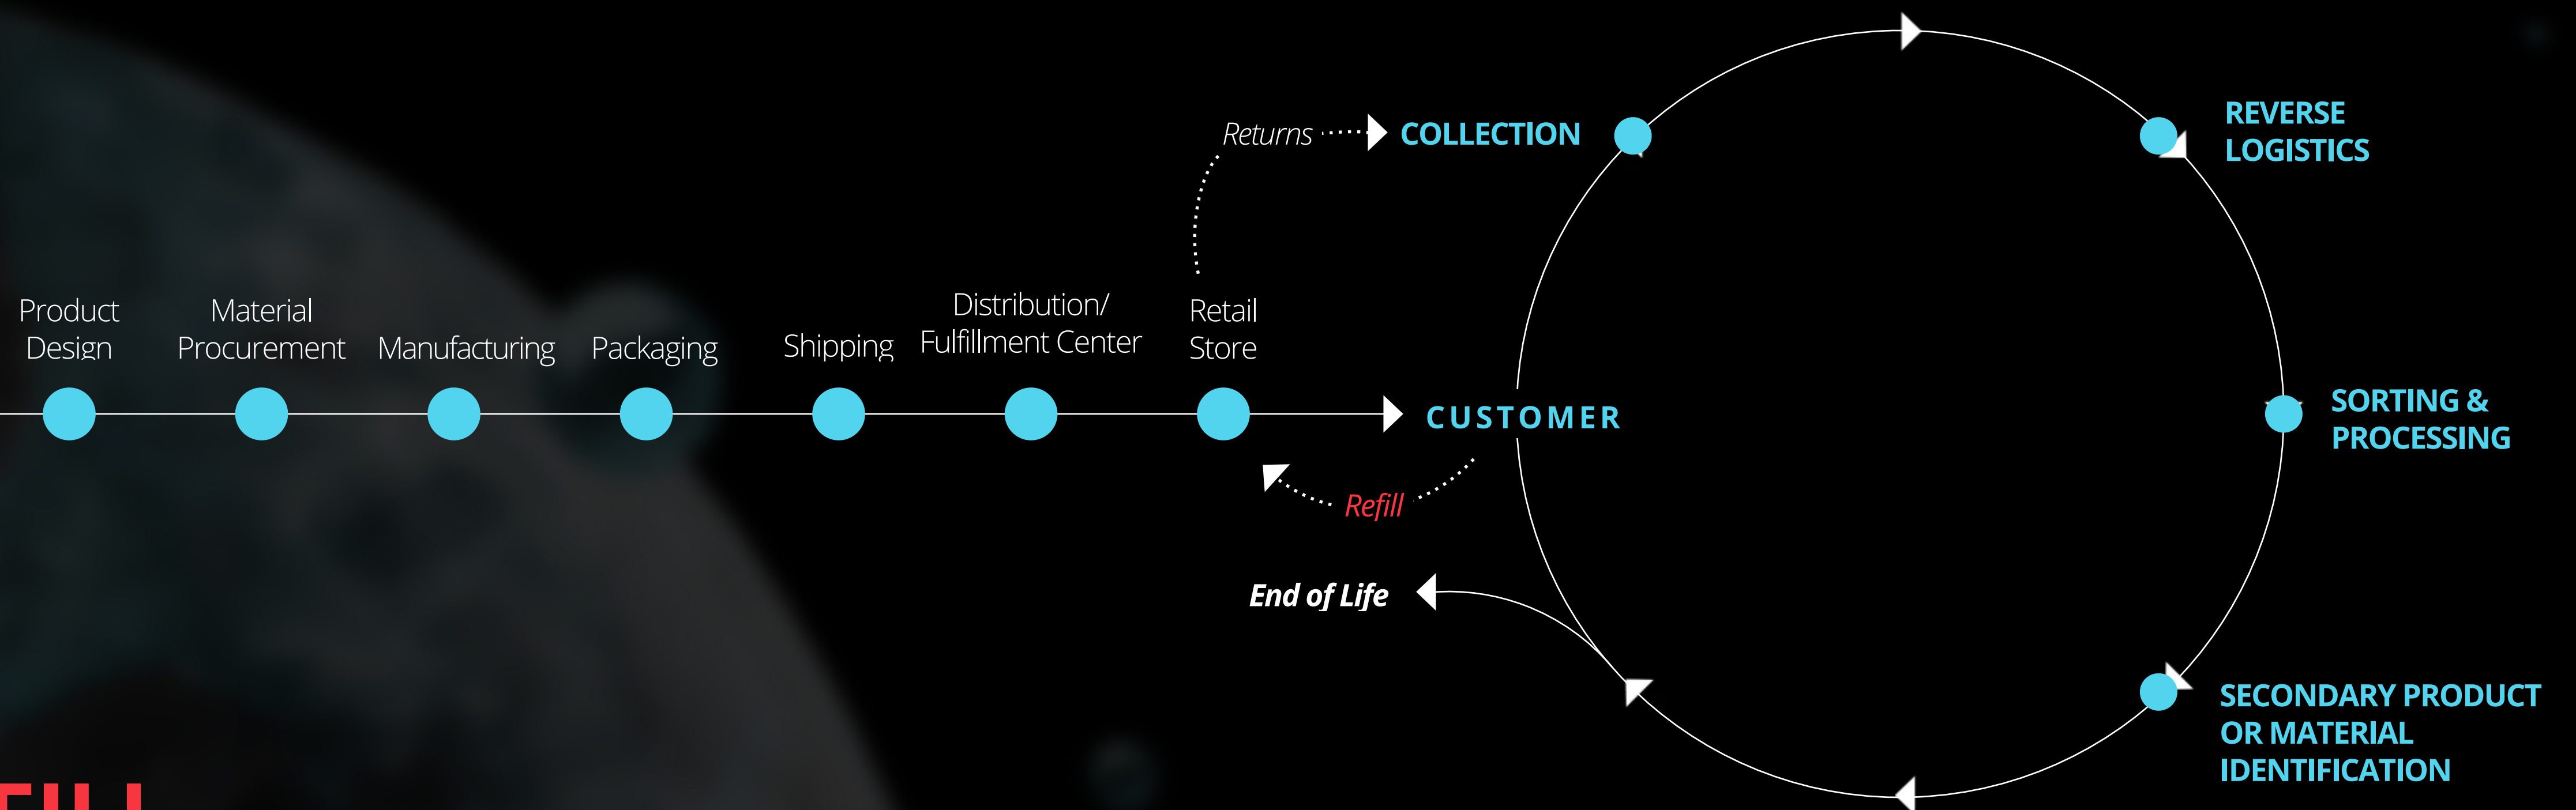 Returns
COLLECTION
REVERSE
LOGISTICS
Product
Design
Material
Procurement
Manufacturing
Packaging
Shipping
Distribution/
Fulfillment Center
Retail
Store
CUSTOMER
SORTING &
PROCESSING
Refill
End of Life
SECONDARY PRODUCT
OR MATERIAL
IDENTIFICATION